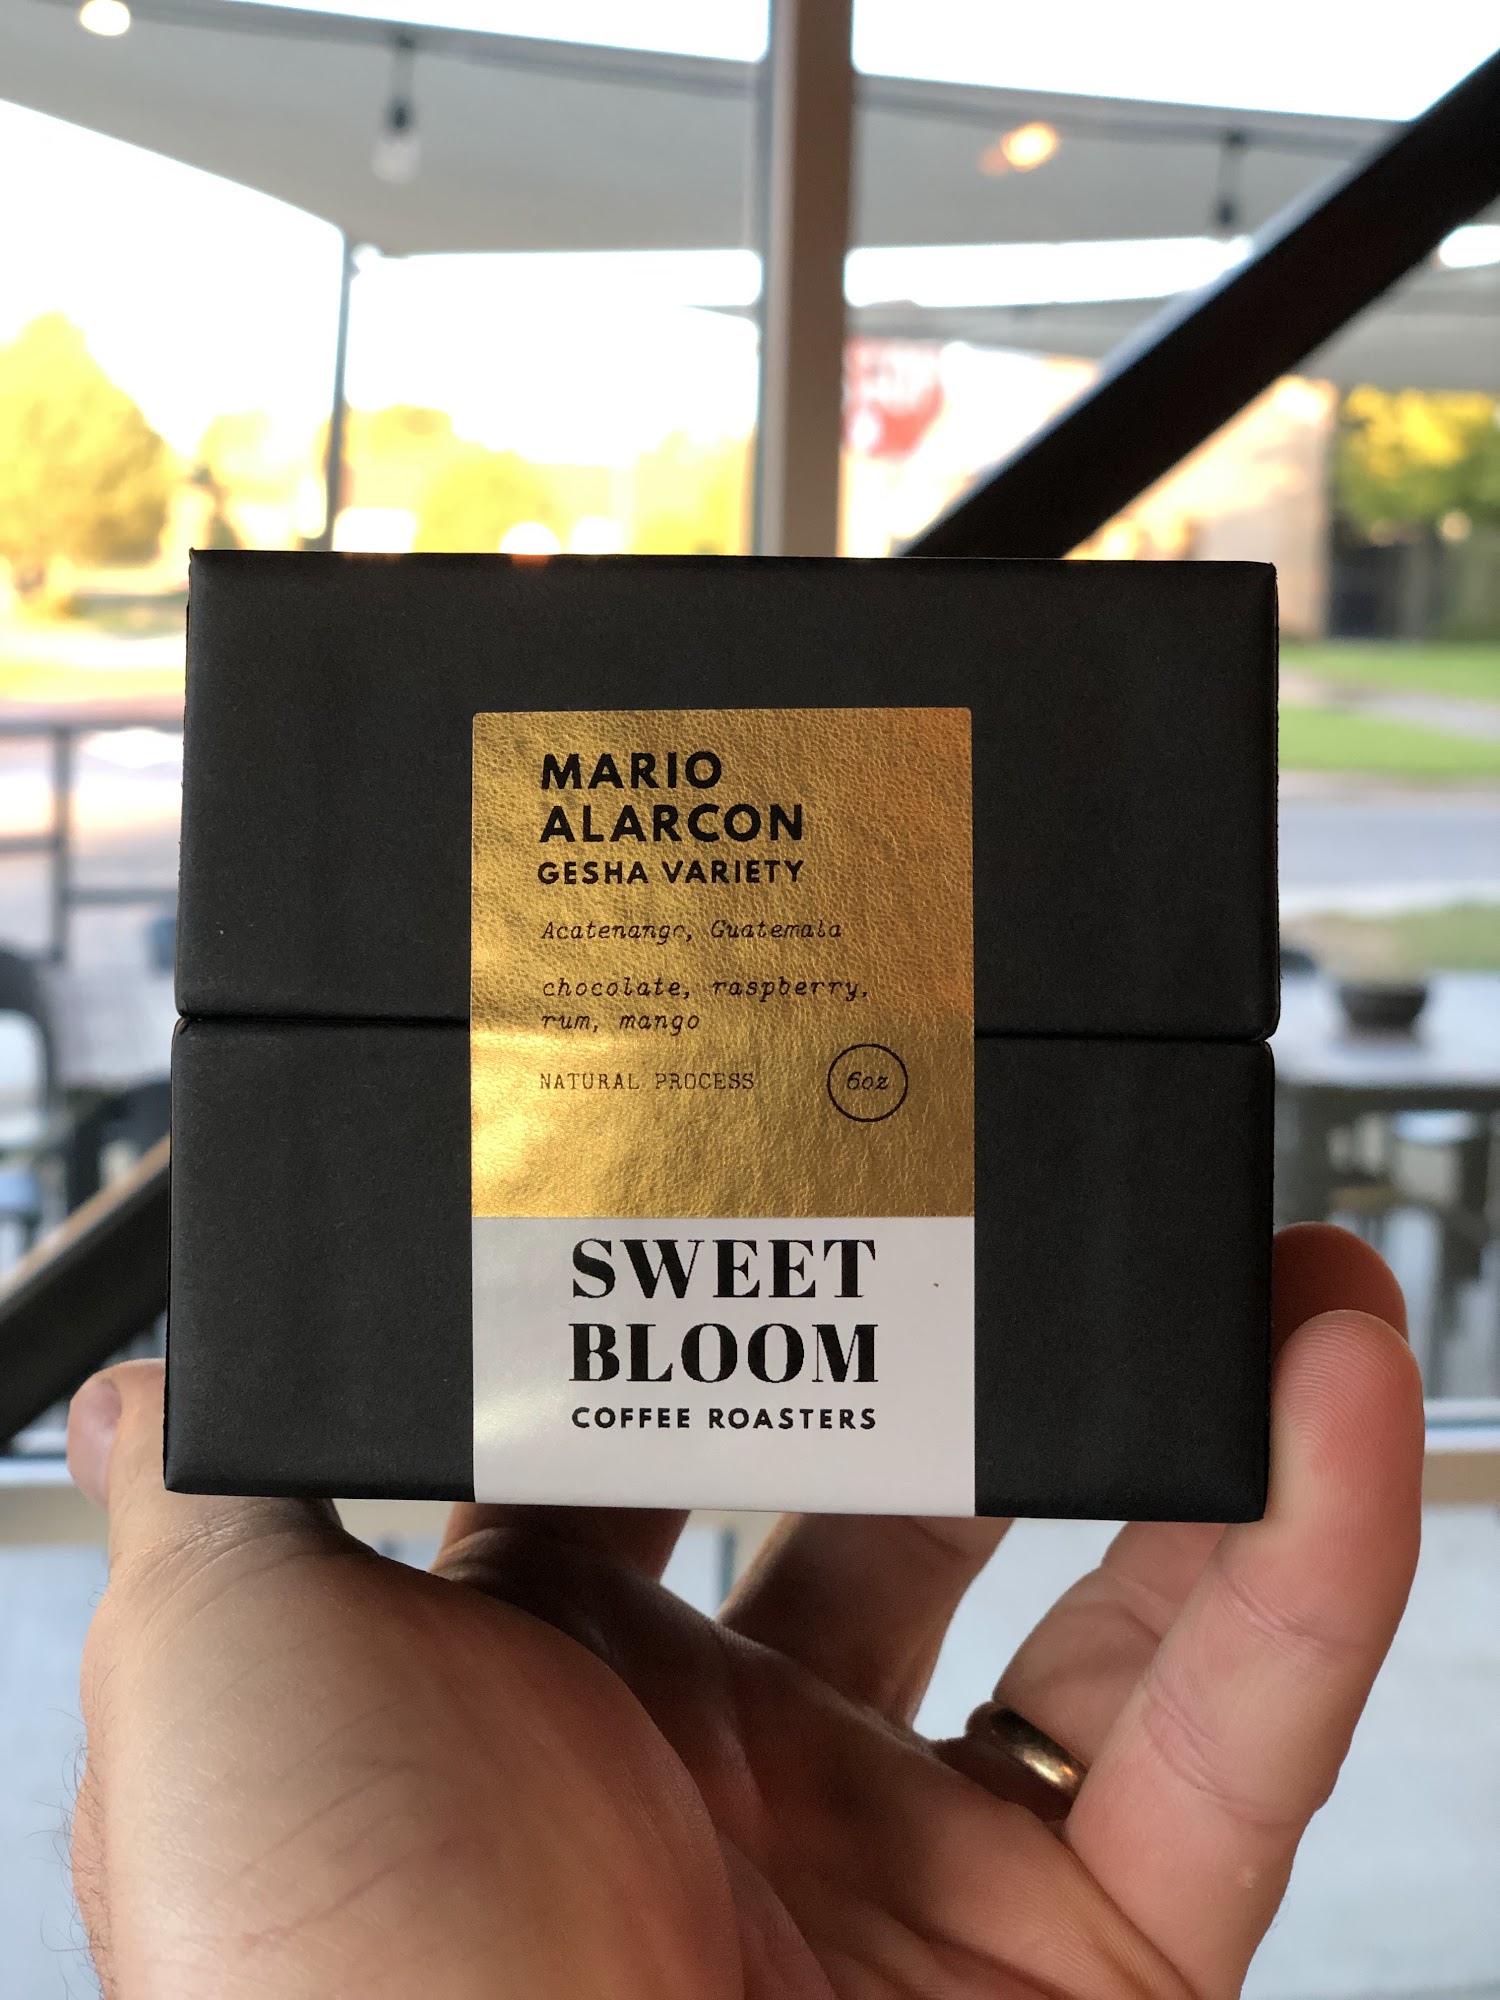 MARIO
ALARCON
GESHA VARIETY
Acatenango, Guatemala
chocolate, raspberry,
rum, mango
NATURAL PROCESS
6oz
SWEET
BLOOM
COFFEE ROASTERS